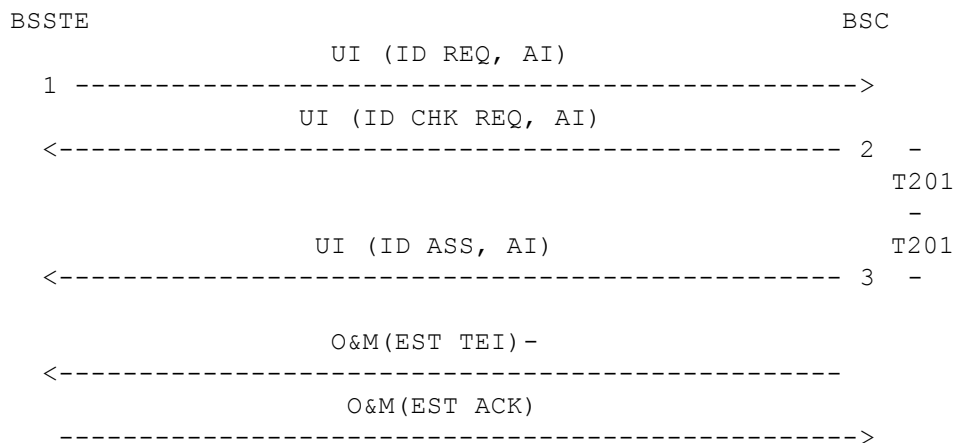 BSSTE BSC
UI (ID REQ, AI)
1 ------------------------------------------------->
UI (ID CHK REQ, AI)
<------------------------------------------------- 2 -
T201
-
UI (ID ASS, AI) T201
<------------------------------------------------- 3 -
O&M(EST TEI)-
<-------------------------------------------------
O&M(EST ACK)
-------------------------------------------------->